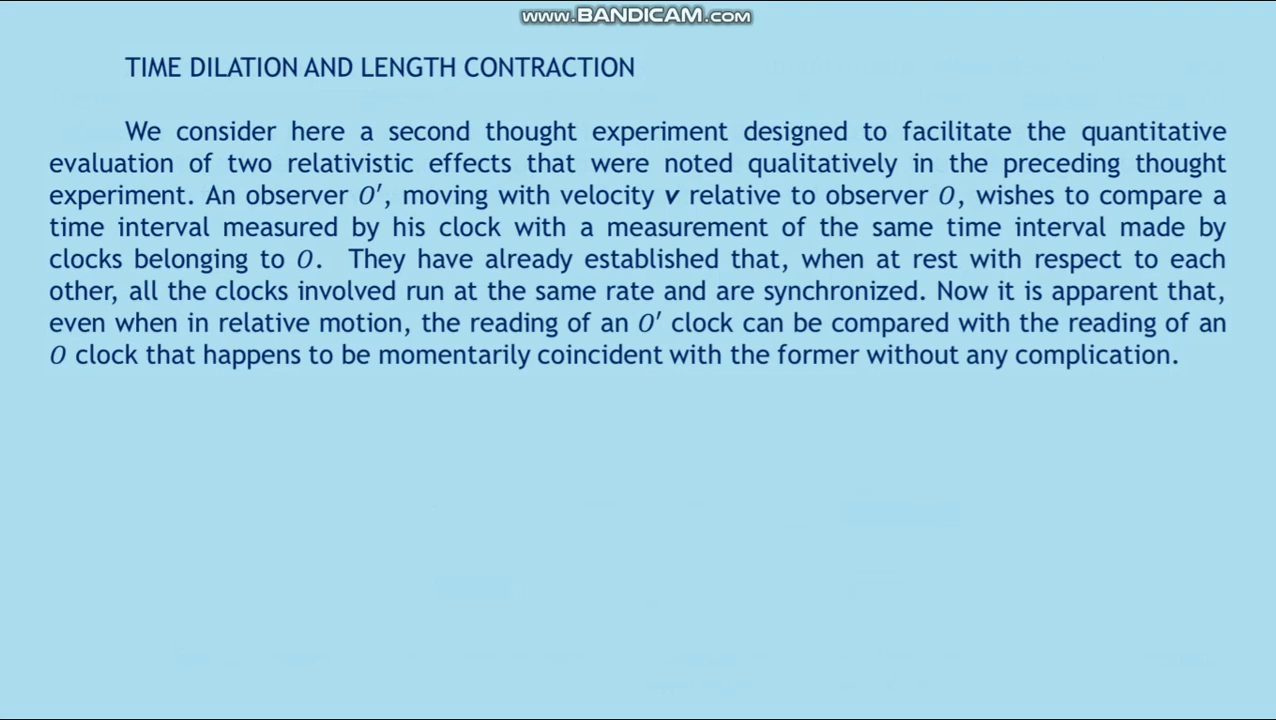 www.BANDICAM.com
TIME DILATION AND LENGTH CONTRACTION
We consider here a second thought experiment designed to facilitate the quantitative
evaluation of two relativistic effects that were noted qualitatively in the preceding thought
experiment. An observer O′, moving with velocity v relative to observer O, wishes to compare a
time interval measured by his clock with a measurement of the same time interval made by
clocks belonging to O. They have already established that, when at rest with respect to each
other, all the clocks involved run at the same rate and are synchronized. Now it is apparent that,
even when in relative motion, the reading of an O′ clock can be compared with the reading of an
O clock that happens to be momentarily coincident with the former without any complication.